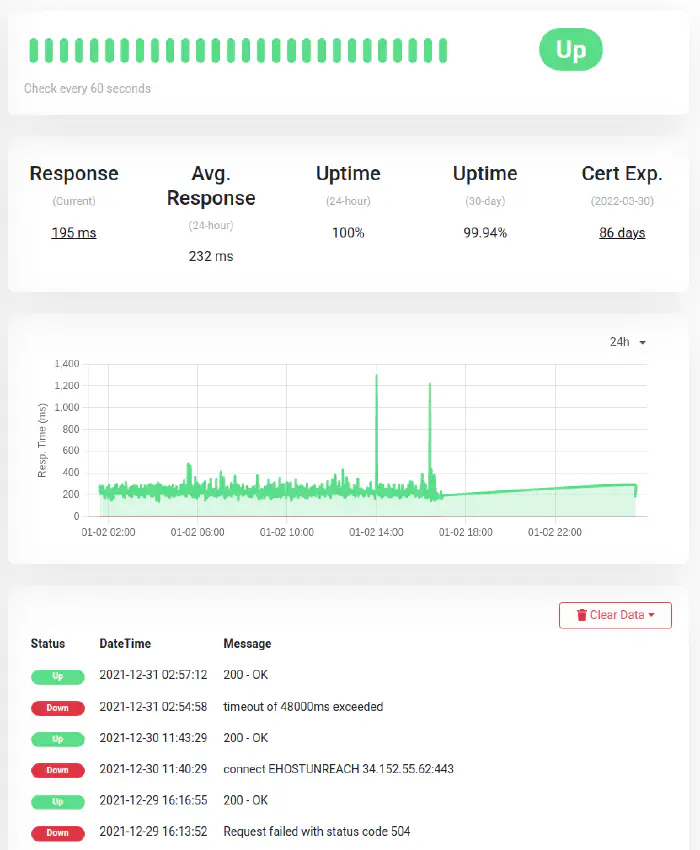 Up
Check every 60 seconds
Response
(Current)
195 ms
Avg.
Response
(24-hour)
232 ms
Uptime
(24-hour)
100%
Uptime
(30-day)
99.94%
Cert Exp.
(2022-03-30)
86 days
24h
Resp. Time (ms)
1,400
1,200
1,000
800
600
400
200
0
01-02 02:00 01-02 06:00 01-02 10:00 01-02 14:00 01-02 18:00 01-02 22:00
Clear Data
Status DateTime Message
Up 2021-12-31 02:57:12 200 - OK
Down 2021-12-31 02:54:58 timeout of 48000ms exceeded
Up 2021-12-30 11:43:29 200 - OK
Down 2021-12-30 11:40:29 connect EHOSTUNREACH 34.152.55.62:443
Up 2021-12-29 16:16:55 200 - OK
Down 2021-12-29 16:13:52 Request failed with status code 504